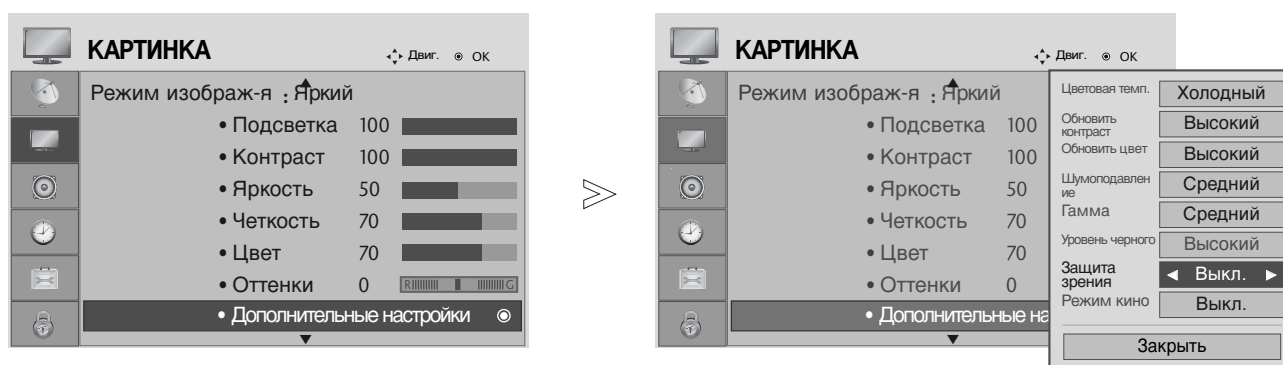 КАРТИНКА
Двиг. OK
Режим изображ-я : Яркий
• Подсветка 100
• Контраст 100
• Яркость 50
• Четкость 70
• Цвет 70
• Оттенки 0 R G
• Дополнительные настройки
КАРТИНКА
Двиг. OK
Режим изображ-я : Яркий
• Подсветка 100
• Контраст 100
• Яркость 50
• Четкость 70
• Цвет 70
• Оттенки 0
• Дополнительные на
Цветовая темп. Холодный
Обновить
контраст Высокий
Обновить цвет Высокий
Шумоподавлен
ие Средний
Гамма Средний
Уровень черного Высокий
Защита
зрения ◄ Выкл. ►
Режим кино Выкл.
Закрыть